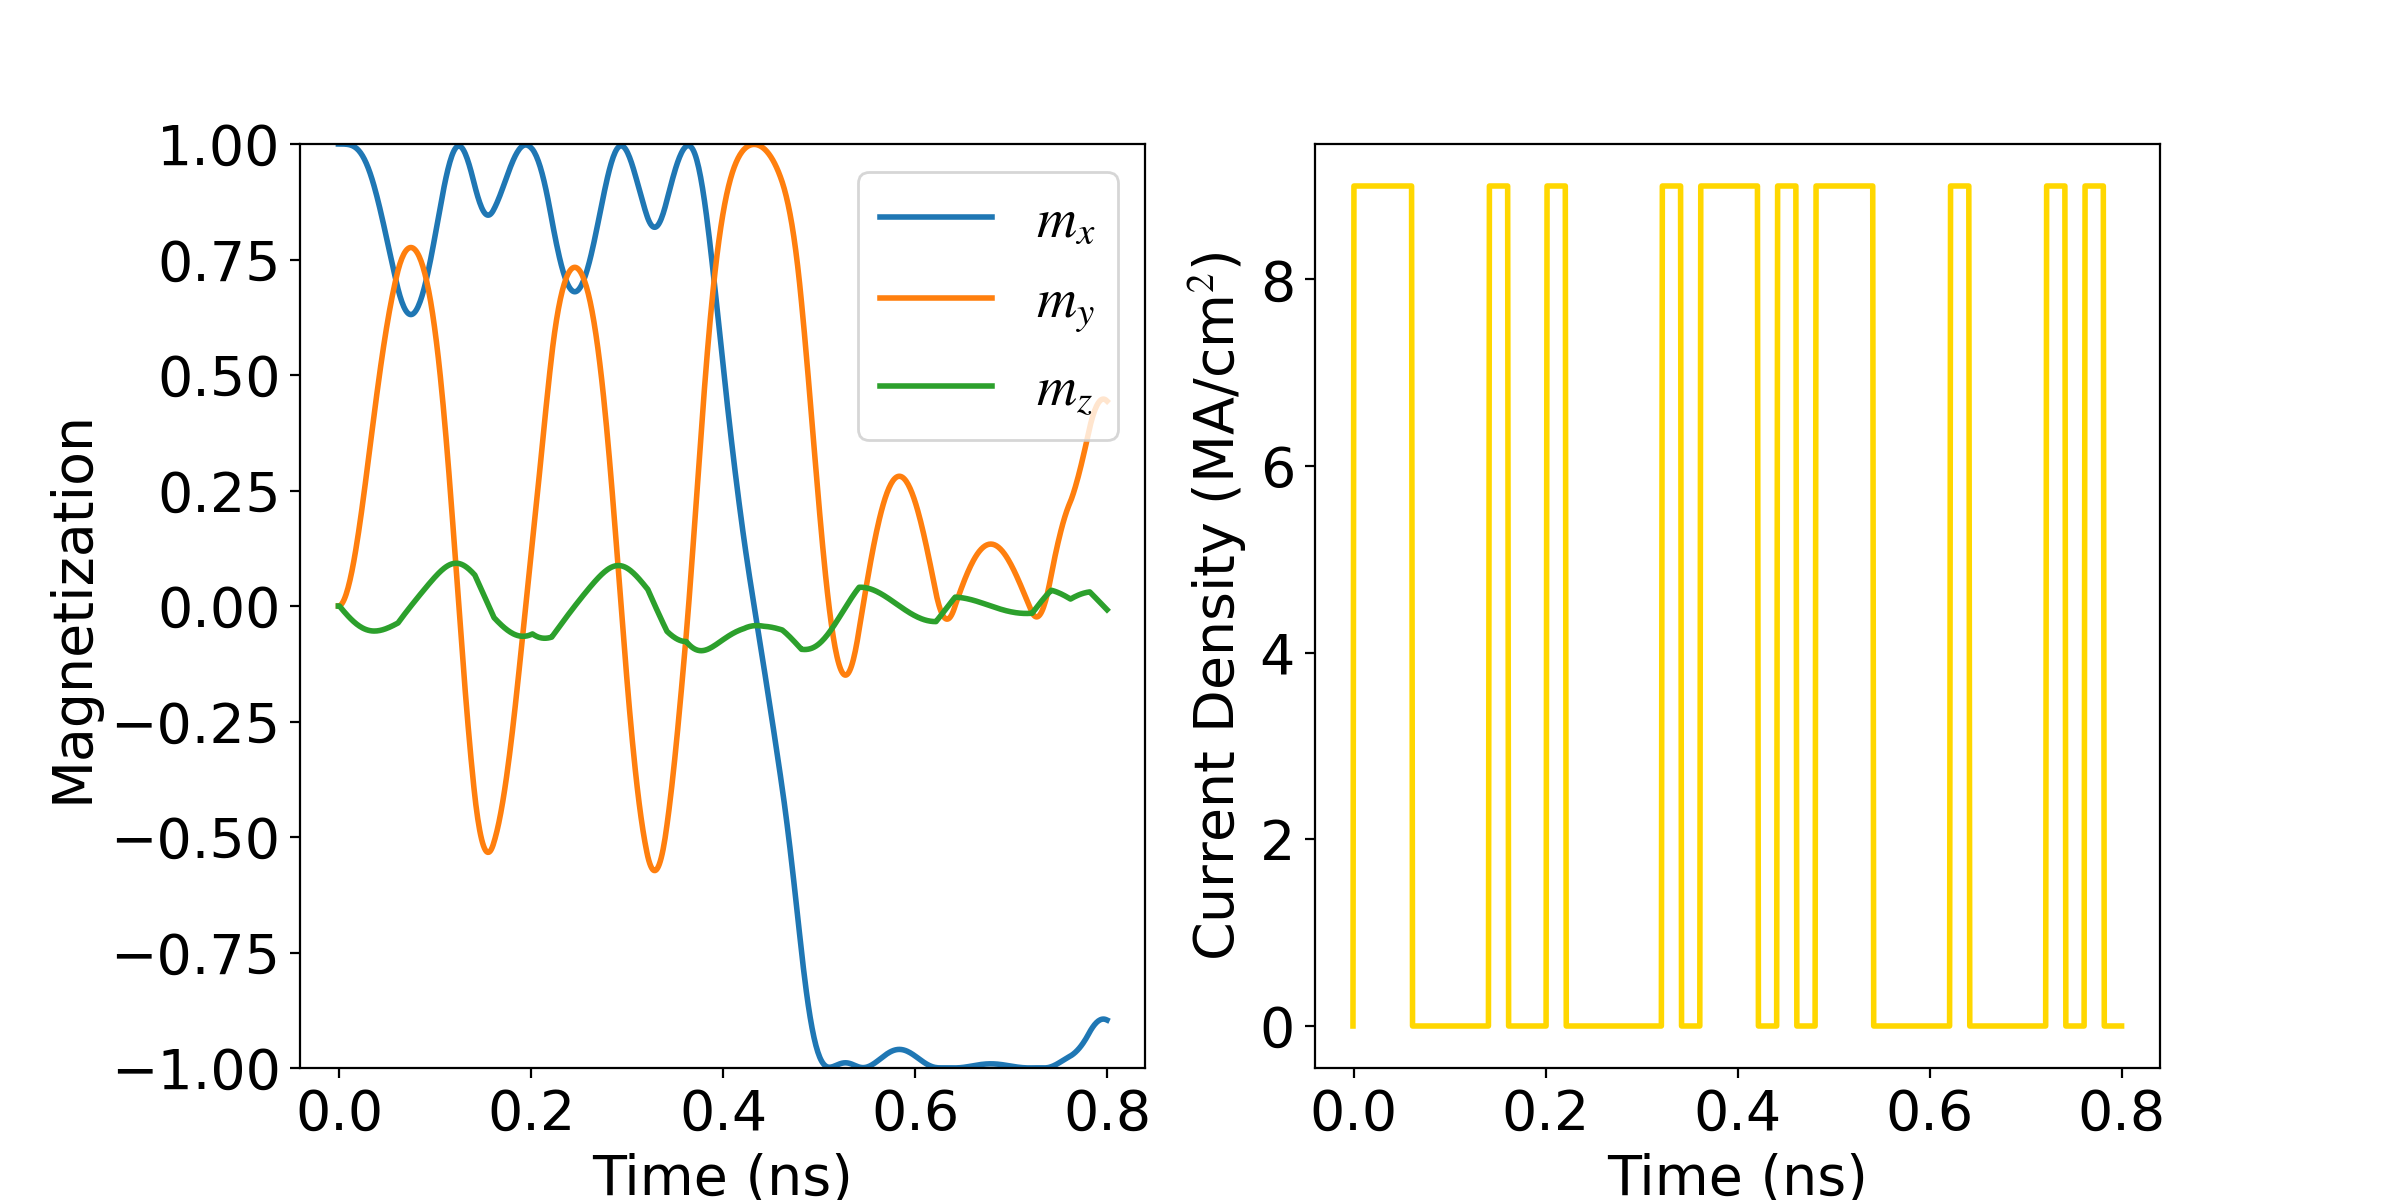 1.00
0.75
0.50
0.25
0.00
−0.25
−0.50
−0.75
−1.00
Magnetization
0.0 0.2 0.4 0.6 0.8
Time (ns)
m_x
m_y
m_z
8
6
4
2
0
Current Density (MA/cm²)
0.0 0.2 0.4 0.6 0.8
Time (ns)